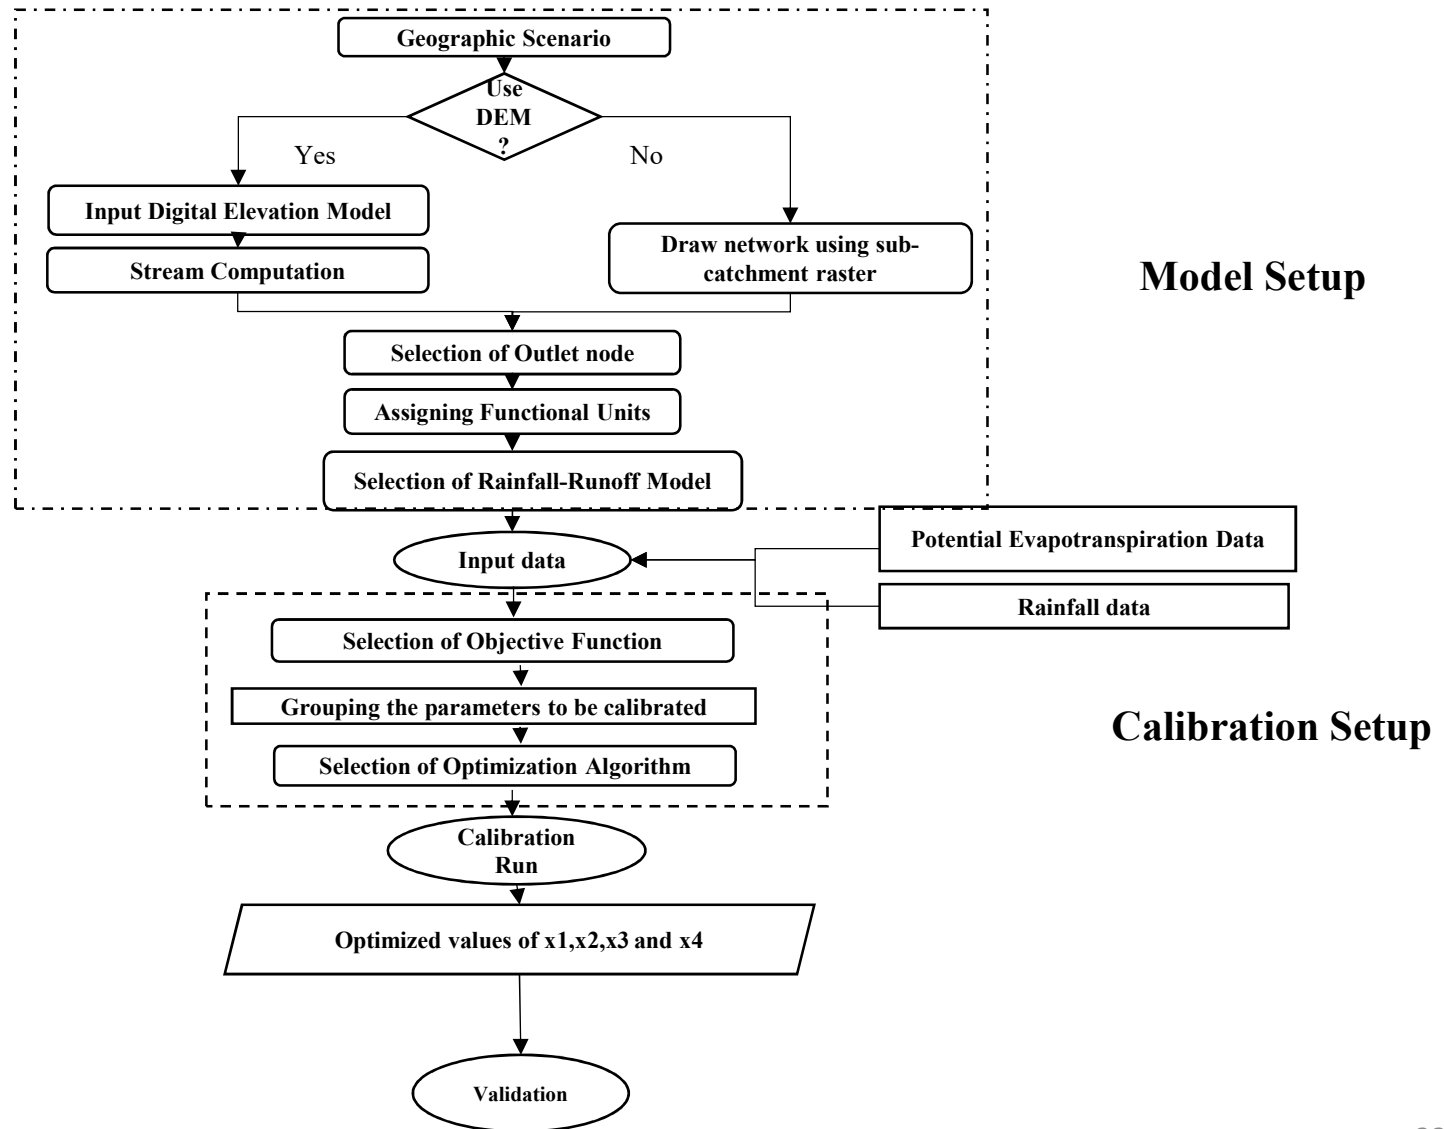 Geographic Scenario
Use
DEM
?
Yes
No
Input Digital Elevation Model
Stream Computation
Draw network using sub-
catchment raster
Model Setup
Selection of Outlet node
Assigning Functional Units
Selection of Rainfall-Runoff Model
Input data
Potential Evapotranspiration Data
Rainfall data
Selection of Objective Function
Grouping the parameters to be calibrated
Selection of Optimization Algorithm
Calibration Setup
Calibration
Run
Optimized values of x1,x2,x3 and x4
Validation